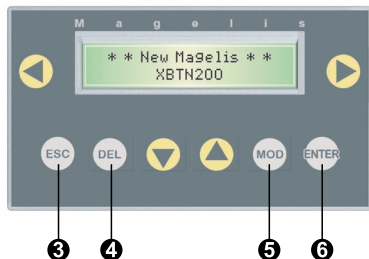 M a g e l i s
* * New Magelis * *
XBTN200
ESC DEL MOD ENTER
3 4 5 6